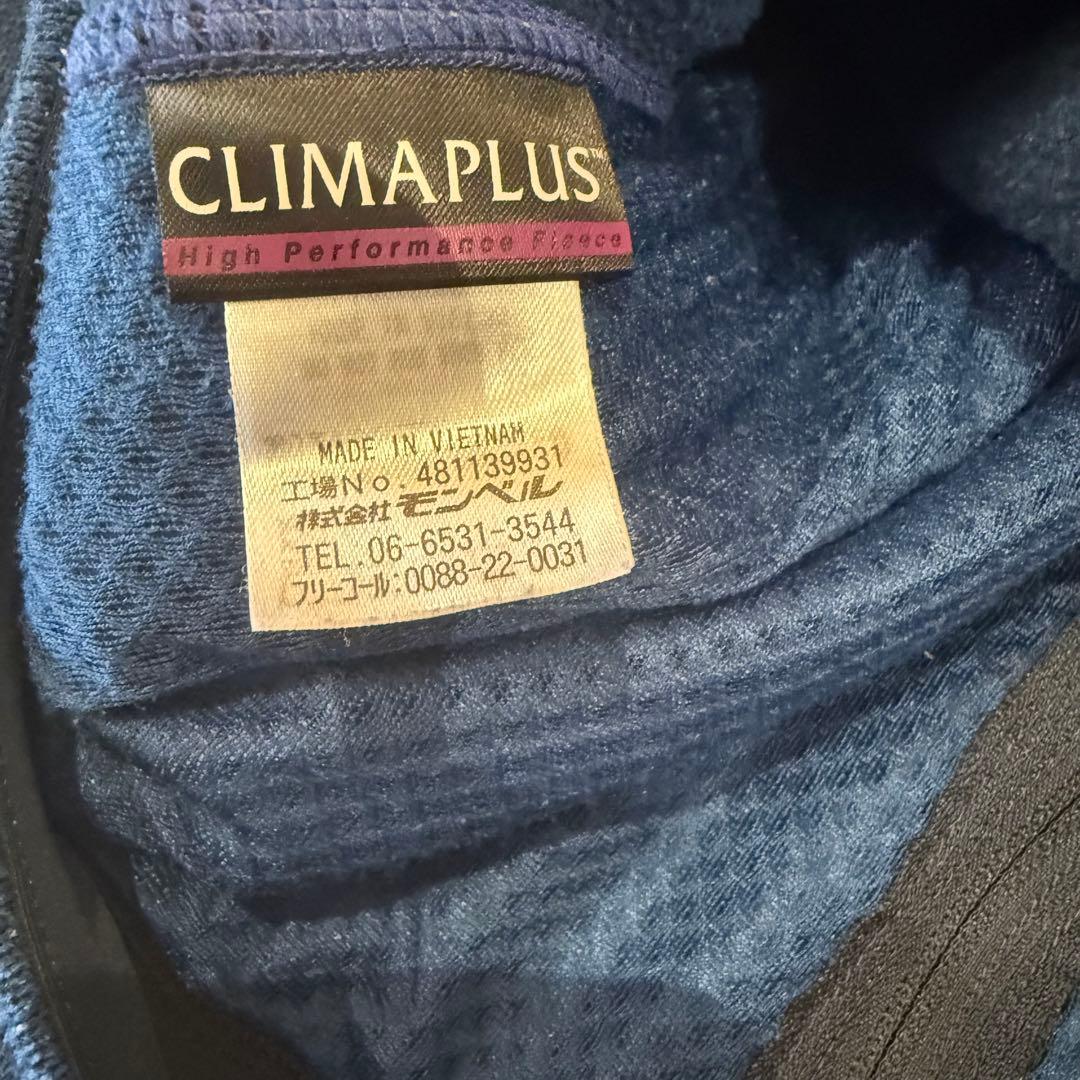 CLIMAPLUS™
High Performance Fleece
MADE IN VIETNAM
工場No. 481139931
株式会社モンベル
TEL.06-6531-3544
フリーコール:0088-22-0031